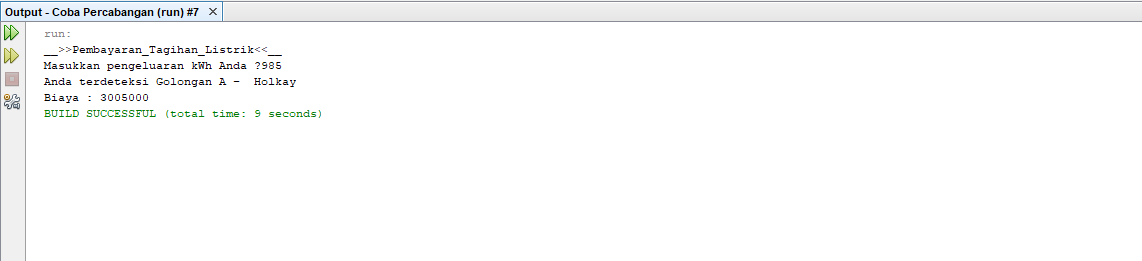 Output - Coba Percabangan (run) #7
run:
__>>Pembayaran_Tagihan_Listrik<<__
Masukkan pengeluaran kWh Anda ?985
Anda terdeteksi Golongan A -  Holkay
Biaya : 3005000
BUILD SUCCESSFUL (total time: 9 seconds)